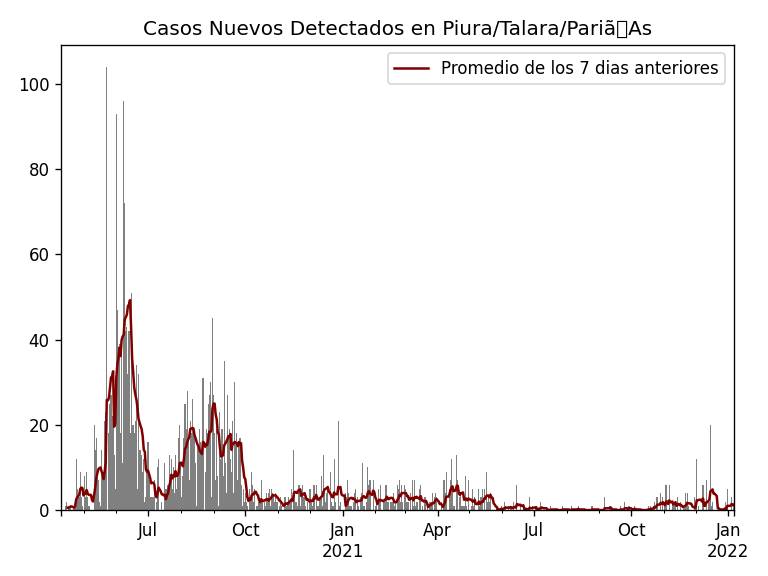 Casos Nuevos Detectados en Piura/Talara/Pariã▯As
Promedio de los 7 dias anteriores
100
80
60
40
20
0
Jul Oct Jan Apr Jul Oct Jan
2021 2022